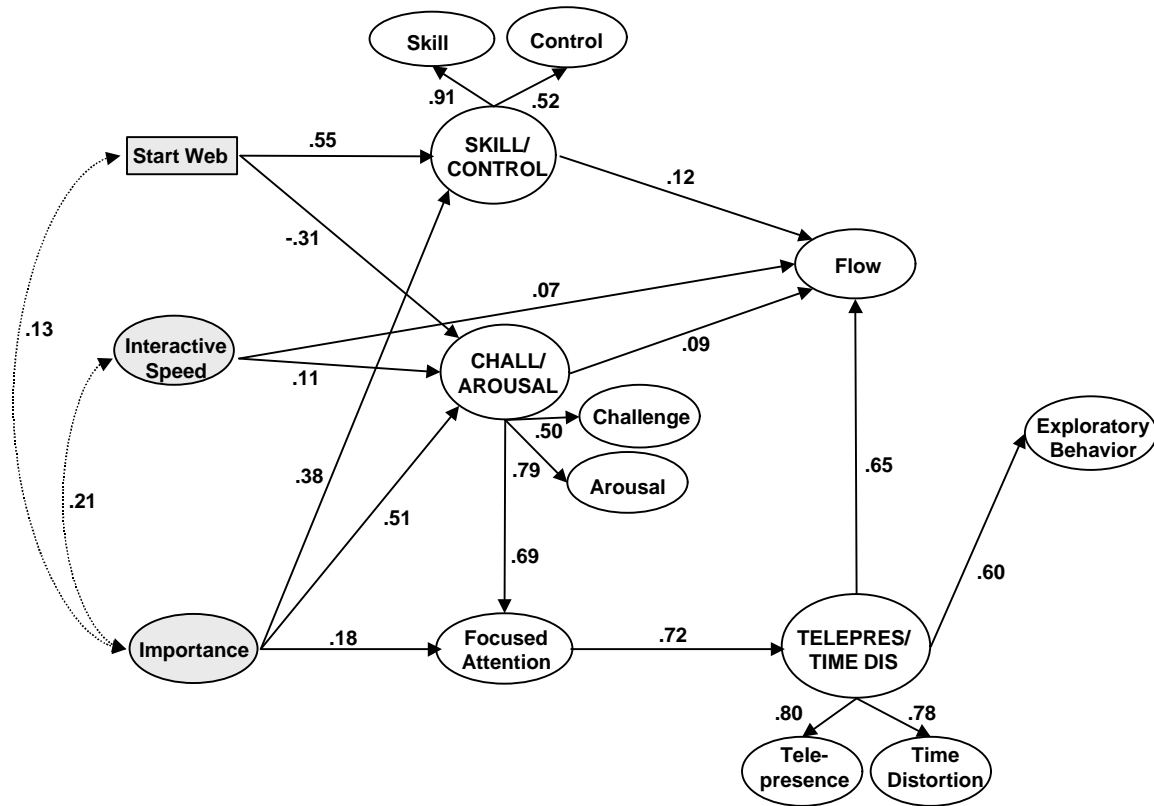 Skill
Control
.91
.52
Start Web
.55
SKILL/
CONTROL
.12
-.31
Flow
.07
.13
Interactive
Speed
.11
CHALL/
AROUSAL
.09
Challenge
.50
Exploratory
Behavior
.79
Arousal
.38
.65
.21
.51
.69
.60
Importance
.18
Focused
Attention
.72
TELEPRES/
TIME DIS
.80
.78
Tele-
presence
Time
Distortion